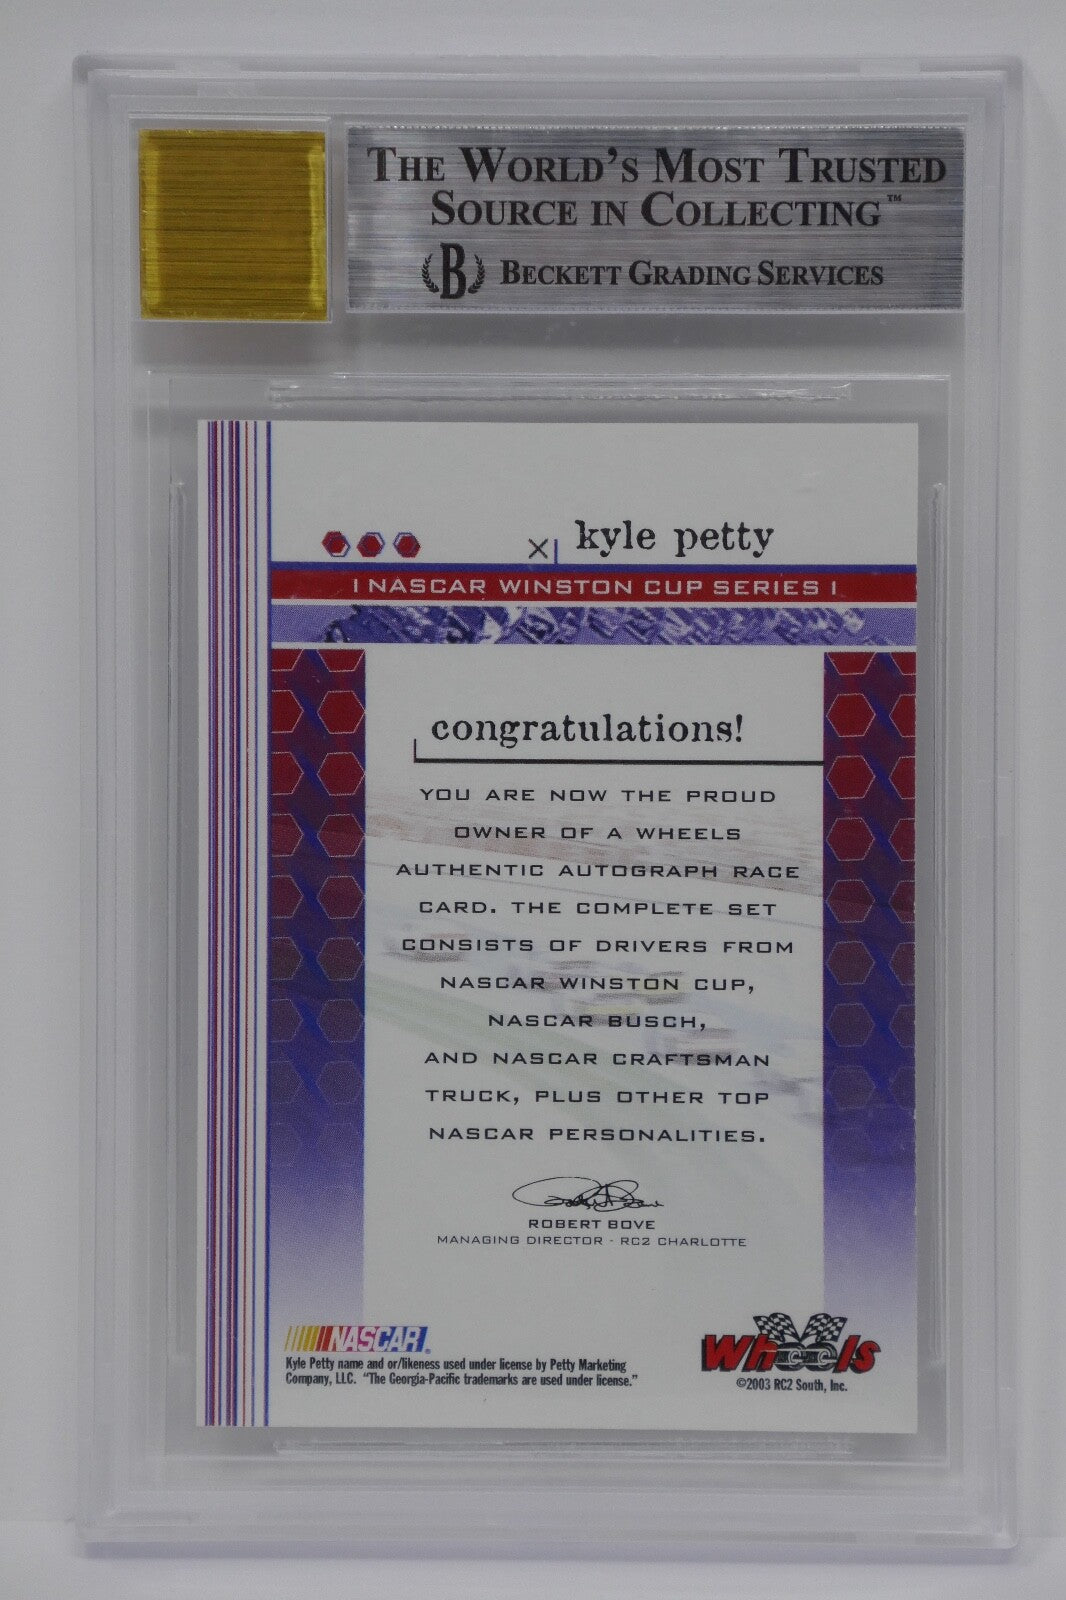 THE WORLD'S MOST TRUSTED
SOURCE IN COLLECTING™
B BECKETT GRADING SERVICES
x| kyle petty
| NASCAR WINSTON CUP SERIES |
congratulations!
YOU ARE NOW THE PROUD
OWNER OF A WHEELS
AUTHENTIC AUTOGRAPH RACE
CARD. THE COMPLETE SET
CONSISTS OF DRIVERS FROM
NASCAR WINSTON CUP,
NASCAR BUSCH,
AND NASCAR CRAFTSMAN
TRUCK, PLUS OTHER TOP
NASCAR PERSONALITIES.
ROBERT BOVE
MANAGING DIRECTOR · RC2 CHARLOTTE
NASCAR®
Kyle Petty name and or/likeness used under license by Petty Marketing
Company, LLC. "The Georgia-Pacific trademarks are used under license."
Wheels
©2003 RC2 South, Inc.